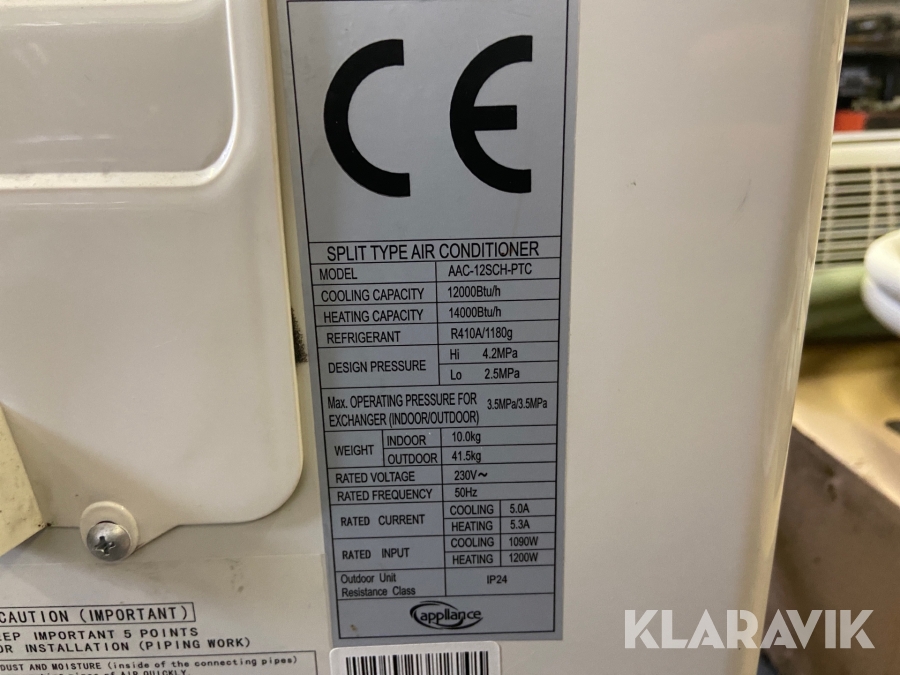 CE
SPLIT TYPE AIR CONDITIONER
MODEL AAC-12SCH-PTC
COOLING CAPACITY 12000Btu/h
HEATING CAPACITY 14000Btu/h
REFRIGERANT R410A/1180g
DESIGN PRESSURE Hi 4.2MPa
Lo 2.5MPa
Max. OPERATING PRESSURE FOR
EXCHANGER (INDOOR/OUTDOOR) 3.5MPa/3.5MPa
WEIGHT INDOOR 10.0kg
OUTDOOR 41.5kg
RATED VOLTAGE 230V~
RATED FREQUENCY 50Hz
RATED CURRENT COOLING 5.0A
HEATING 5.3A
RATED INPUT COOLING 1090W
HEATING 1200W
Outdoor Unit
Resistance Class IP24
appliance
CAUTION (IMPORTANT)
IMPORTANT 5 POINTS
INSTALLATION (PIPING WORK)
DUST AND MOISTURE (inside of the connecting pipes)
of AIR QUICKLY.
KLARAVIK